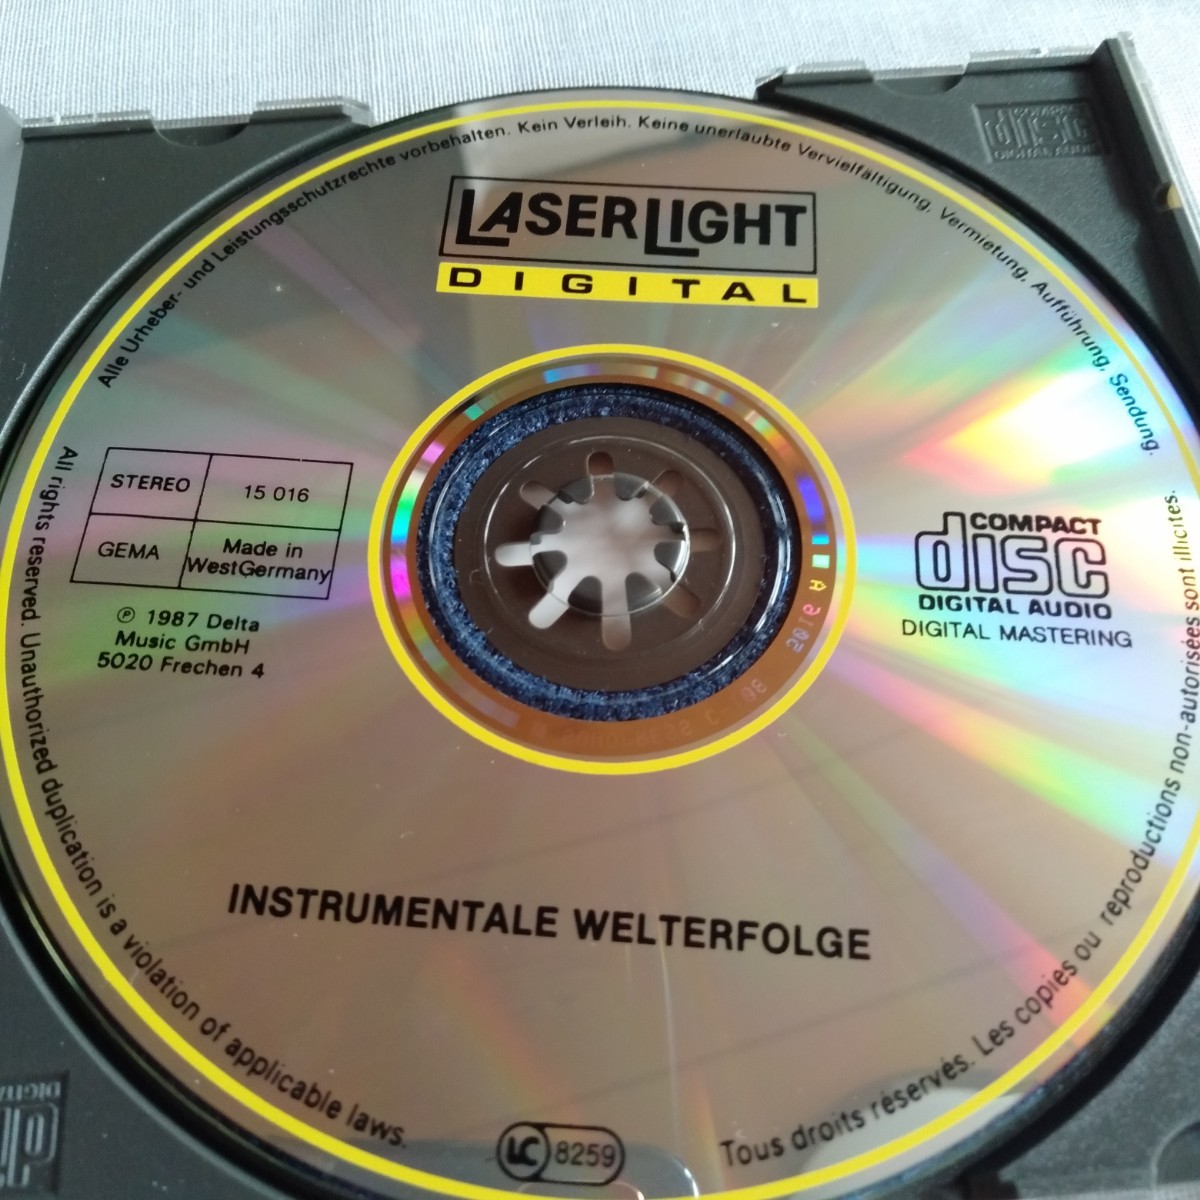 Alle Urheber- und Leistungsschutzrechte vorbehalten. Kein Verleih. Keine unerlaubte Vervielfältigung, Vermietung, Aufführung, Sendung.
LASERLIGHT
DIGITAL
STEREO
15 016
GEMA
Made in
WestGermany
℗ 1987 Delta
Music GmbH
5020 Frechen 4
COMPACT
disc
DIGITAL AUDIO
DIGITAL MASTERING
INSTRUMENTALE WELTERFOLGE
All rights reserved. Unauthorized duplication is a violation of applicable laws.
LC 8259
Tous droits réservés. Les copies ou reproductions non-autorisées sont illicites.
disc
DIGITAL AUDIO